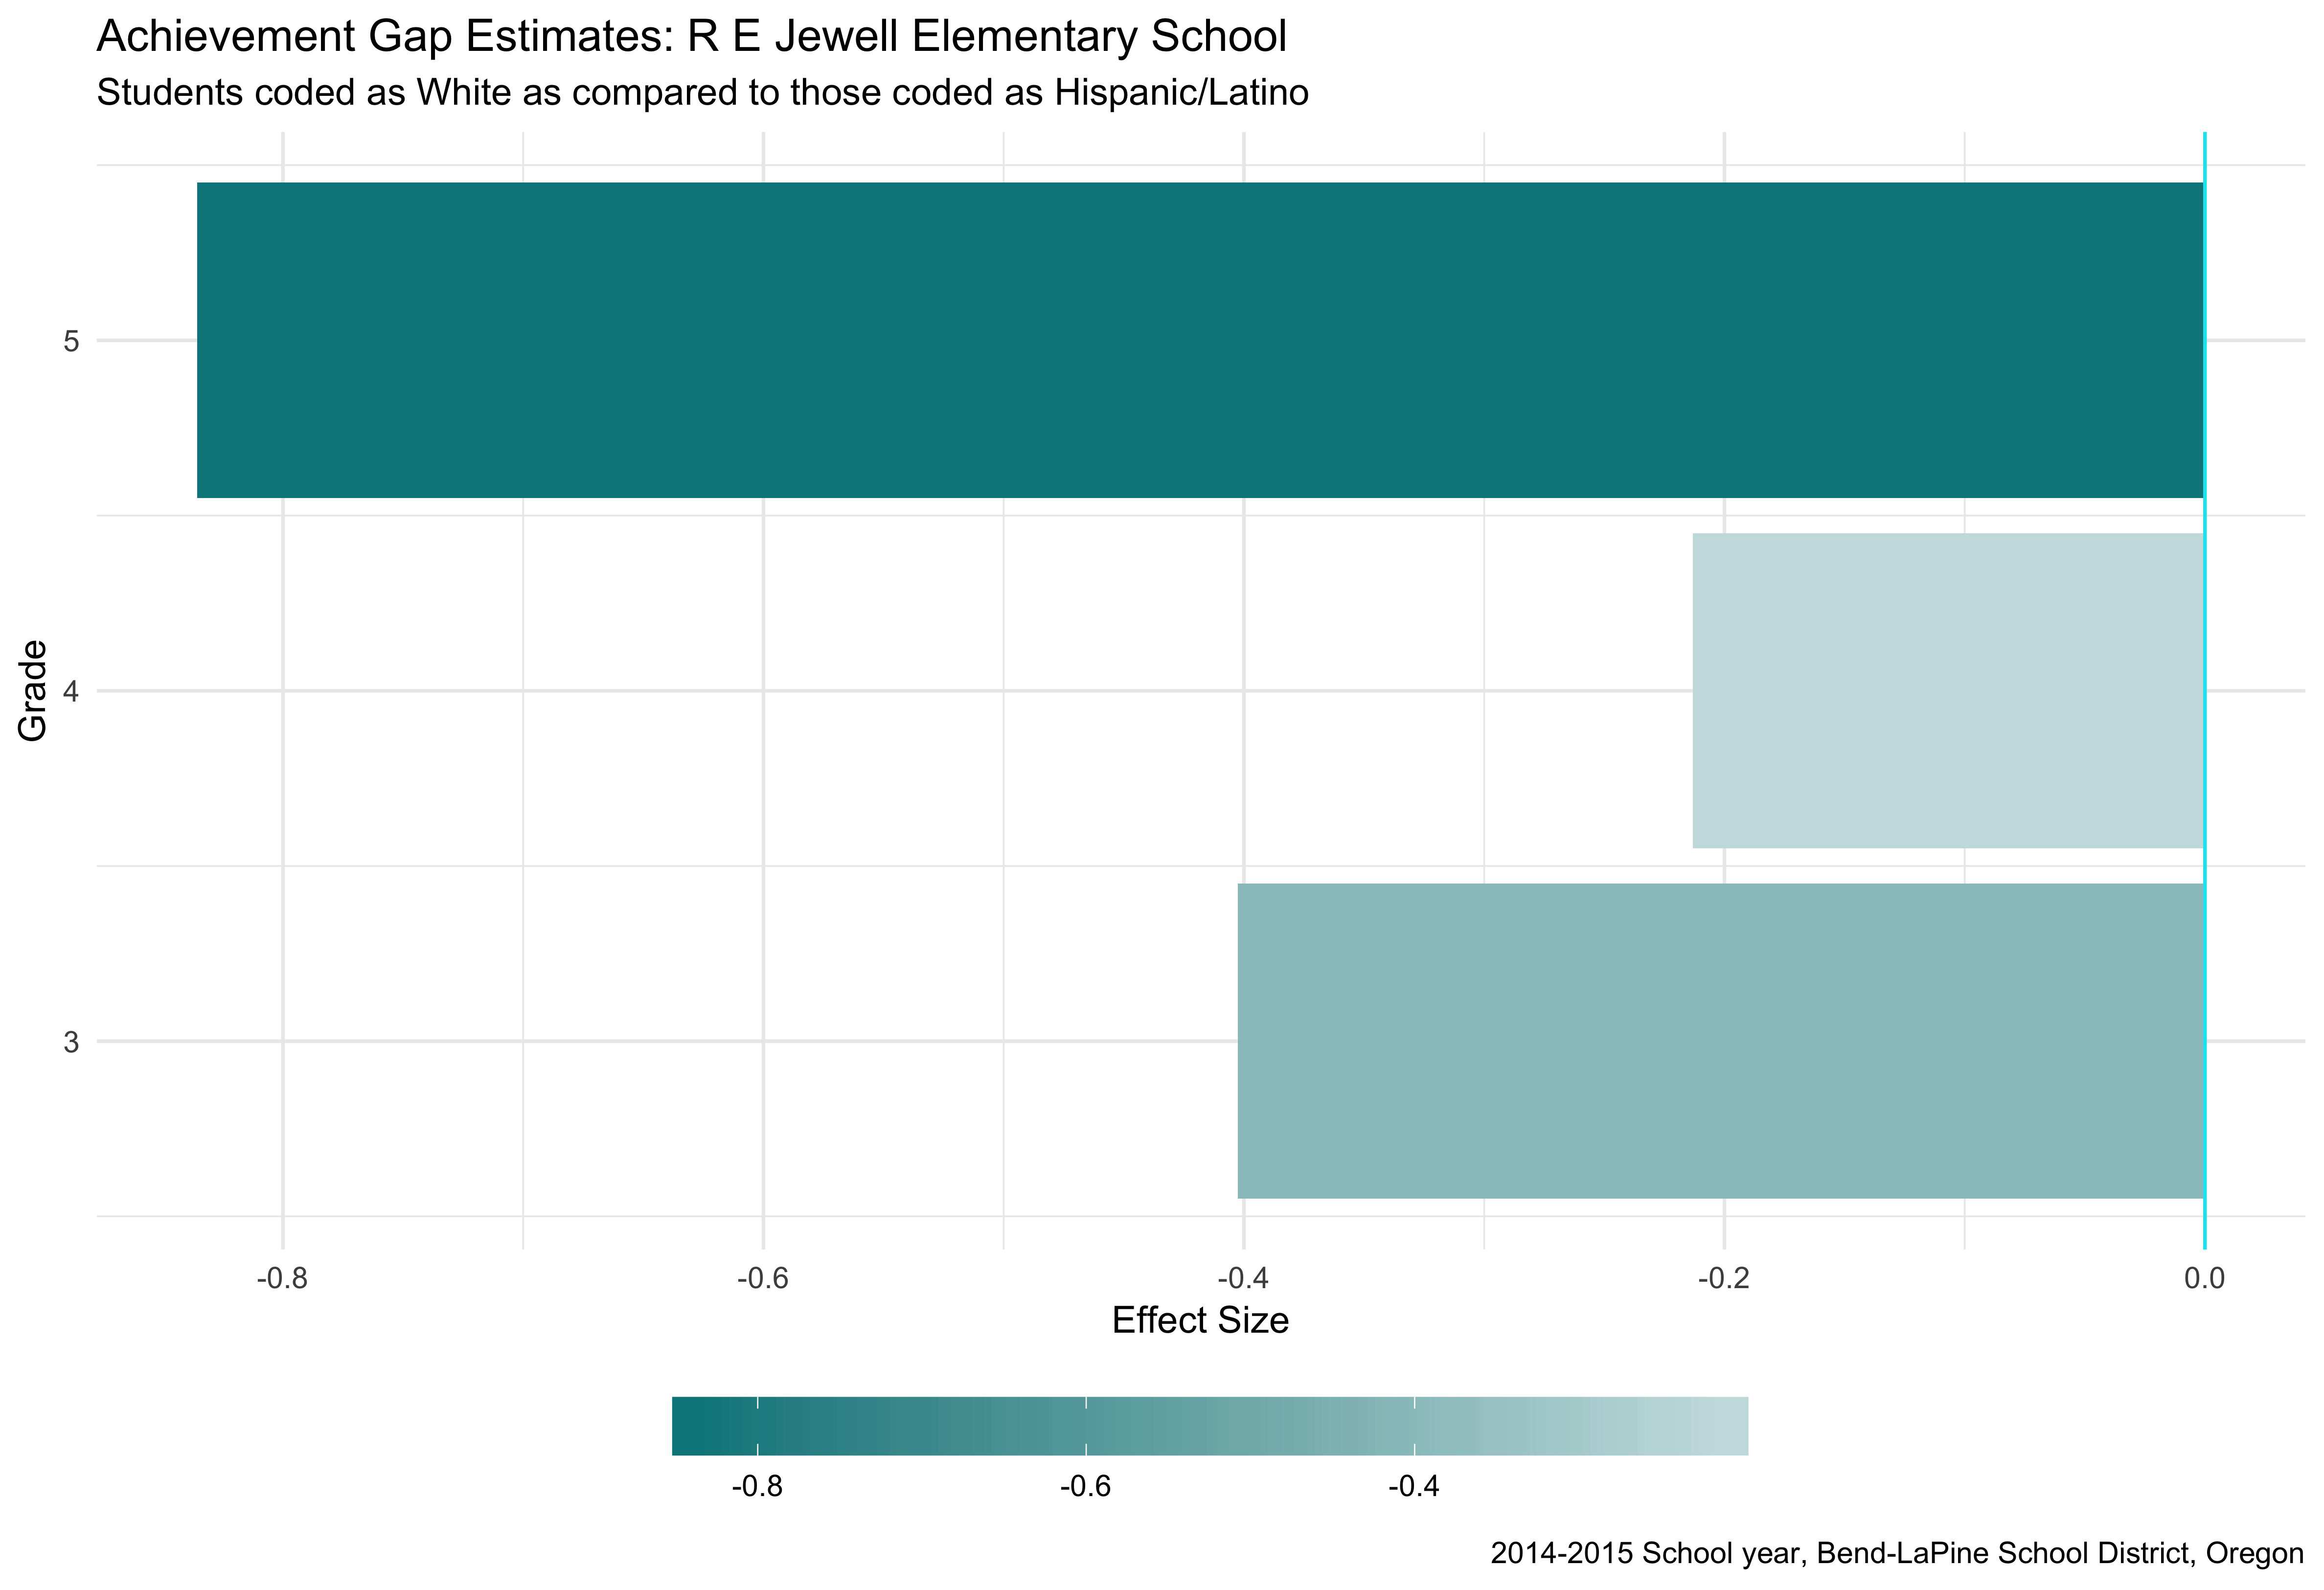 Achievement Gap Estimates: R E Jewell Elementary School
Students coded as White as compared to those coded as Hispanic/Latino
5
4
3
Grade
-0.8 -0.6 -0.4 -0.2 0.0
Effect Size
-0.8 -0.6 -0.4
2014-2015 School year, Bend-LaPine School District, Oregon